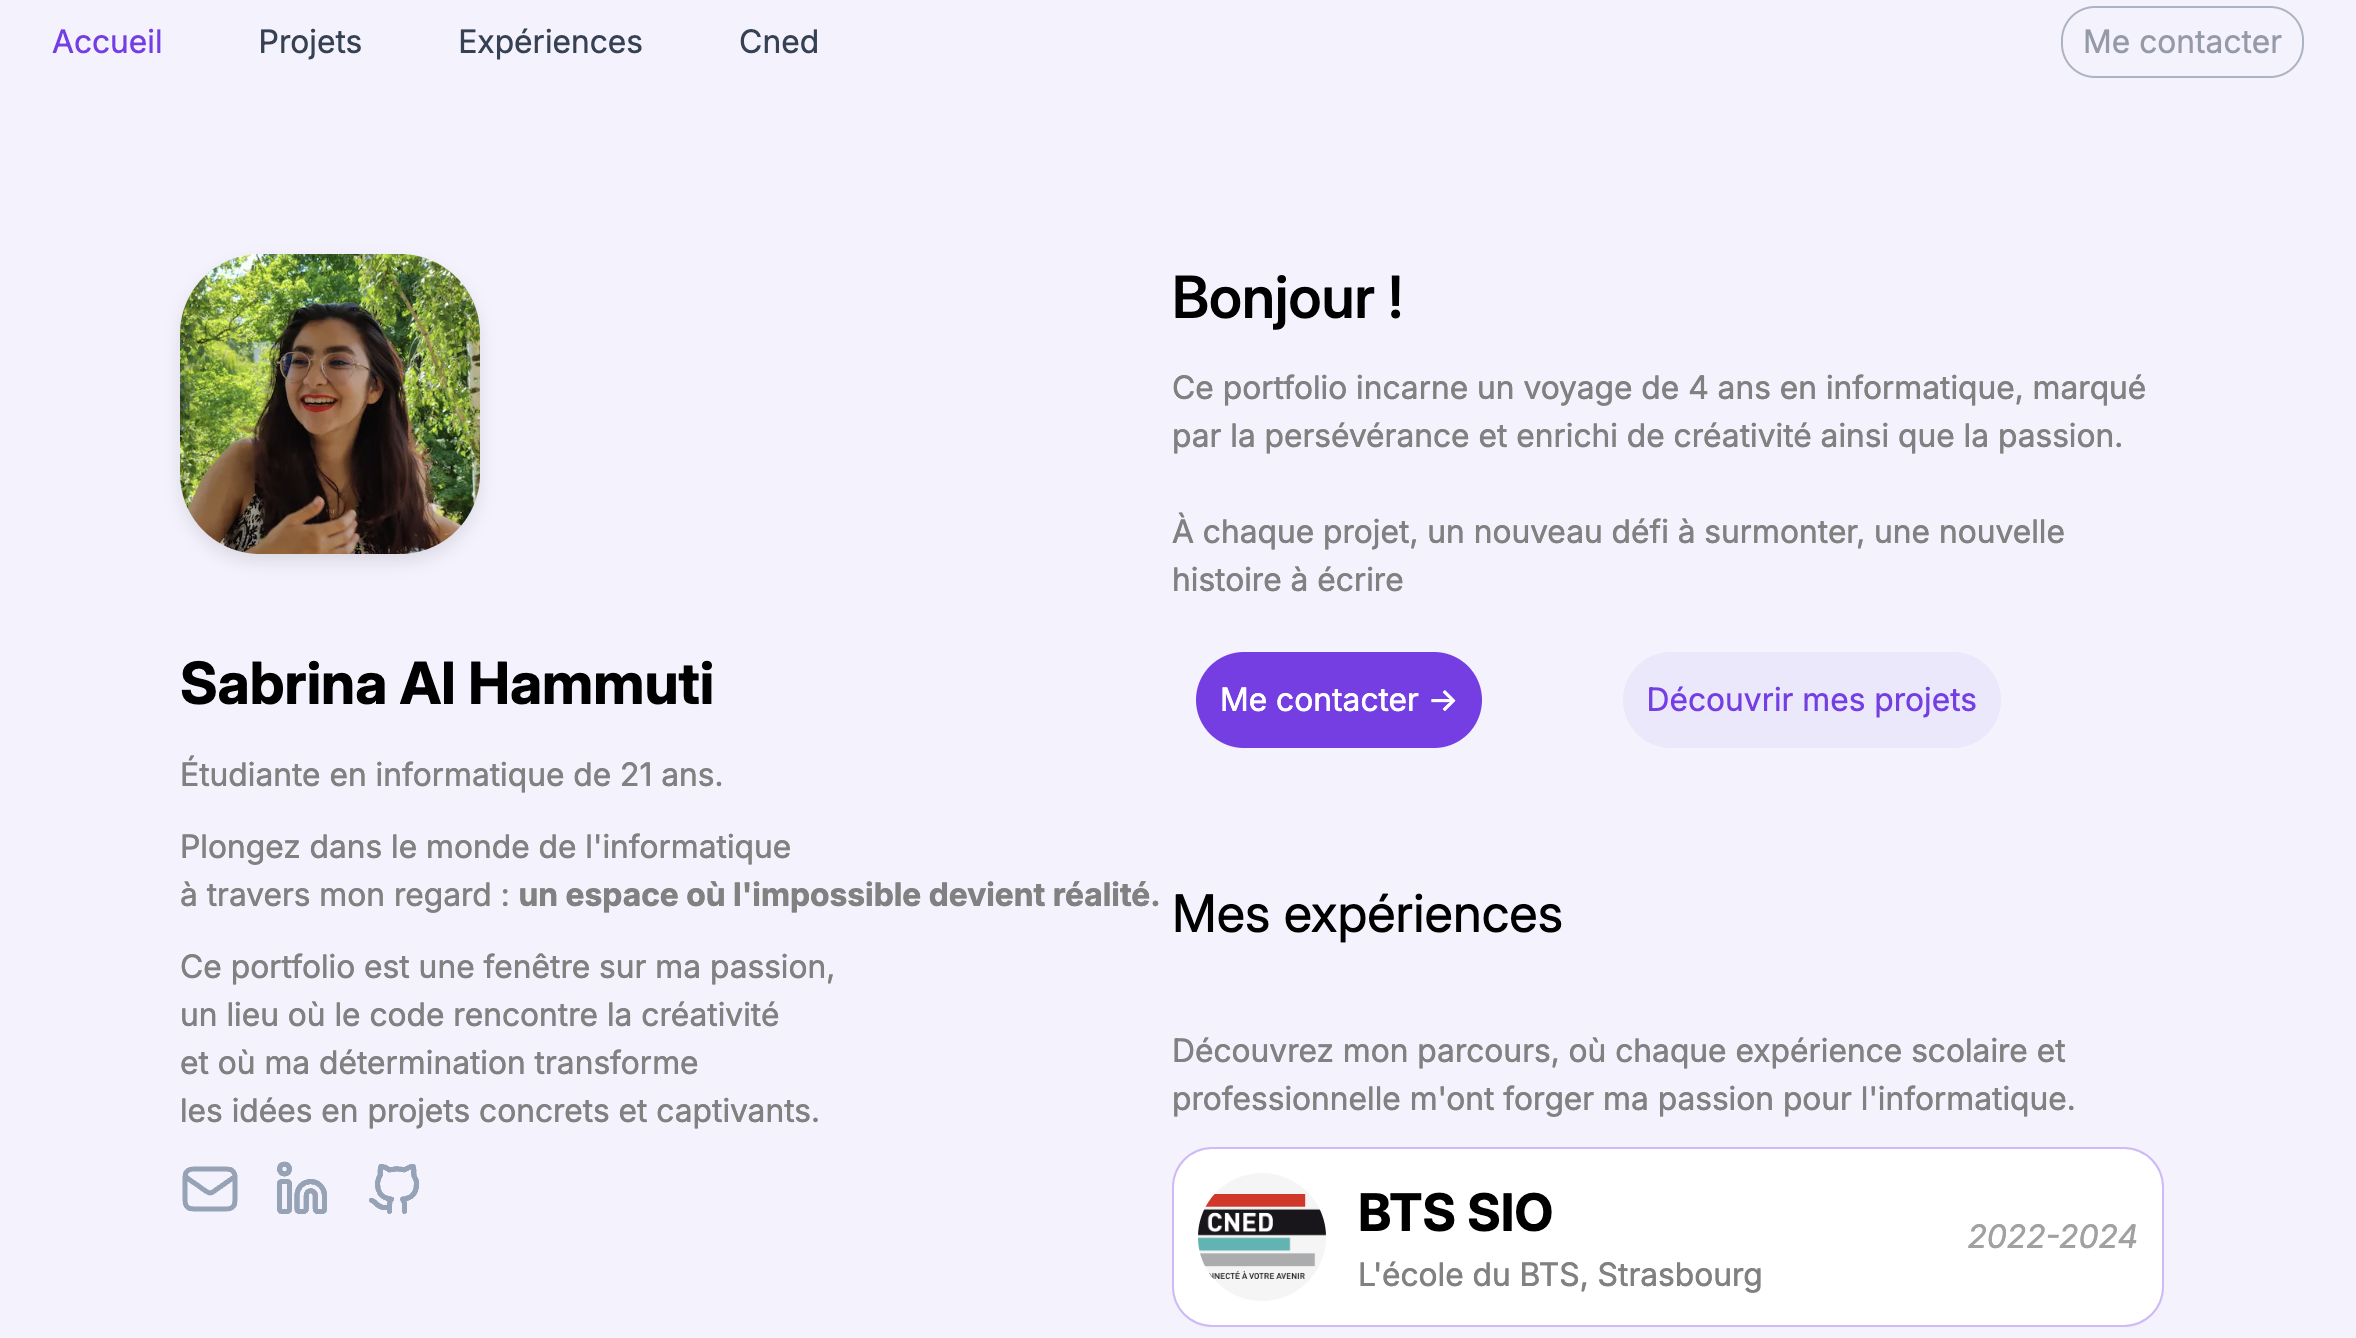 Accueil
Projets
Expériences
Cned
Me contacter
Sabrina Al Hammuti
Étudiante en informatique de 21 ans.
Plongez dans le monde de l'informatique
à travers mon regard : un espace où l'impossible devient réalité.
Ce portfolio est une fenêtre sur ma passion,
un lieu où le code rencontre la créativité
et où ma détermination transforme
les idées en projets concrets et captivants.
Bonjour !
Ce portfolio incarne un voyage de 4 ans en informatique, marqué
par la persévérance et enrichi de créativité ainsi que la passion.
À chaque projet, un nouveau défi à surmonter, une nouvelle
histoire à écrire
Me contacter →
Découvrir mes projets
Mes expériences
Découvrez mon parcours, où chaque expérience scolaire et
professionnelle m'ont forger ma passion pour l'informatique.
CNED
À VOTRE AVENIR
BTS SIO
L'école du BTS, Strasbourg
2022-2024